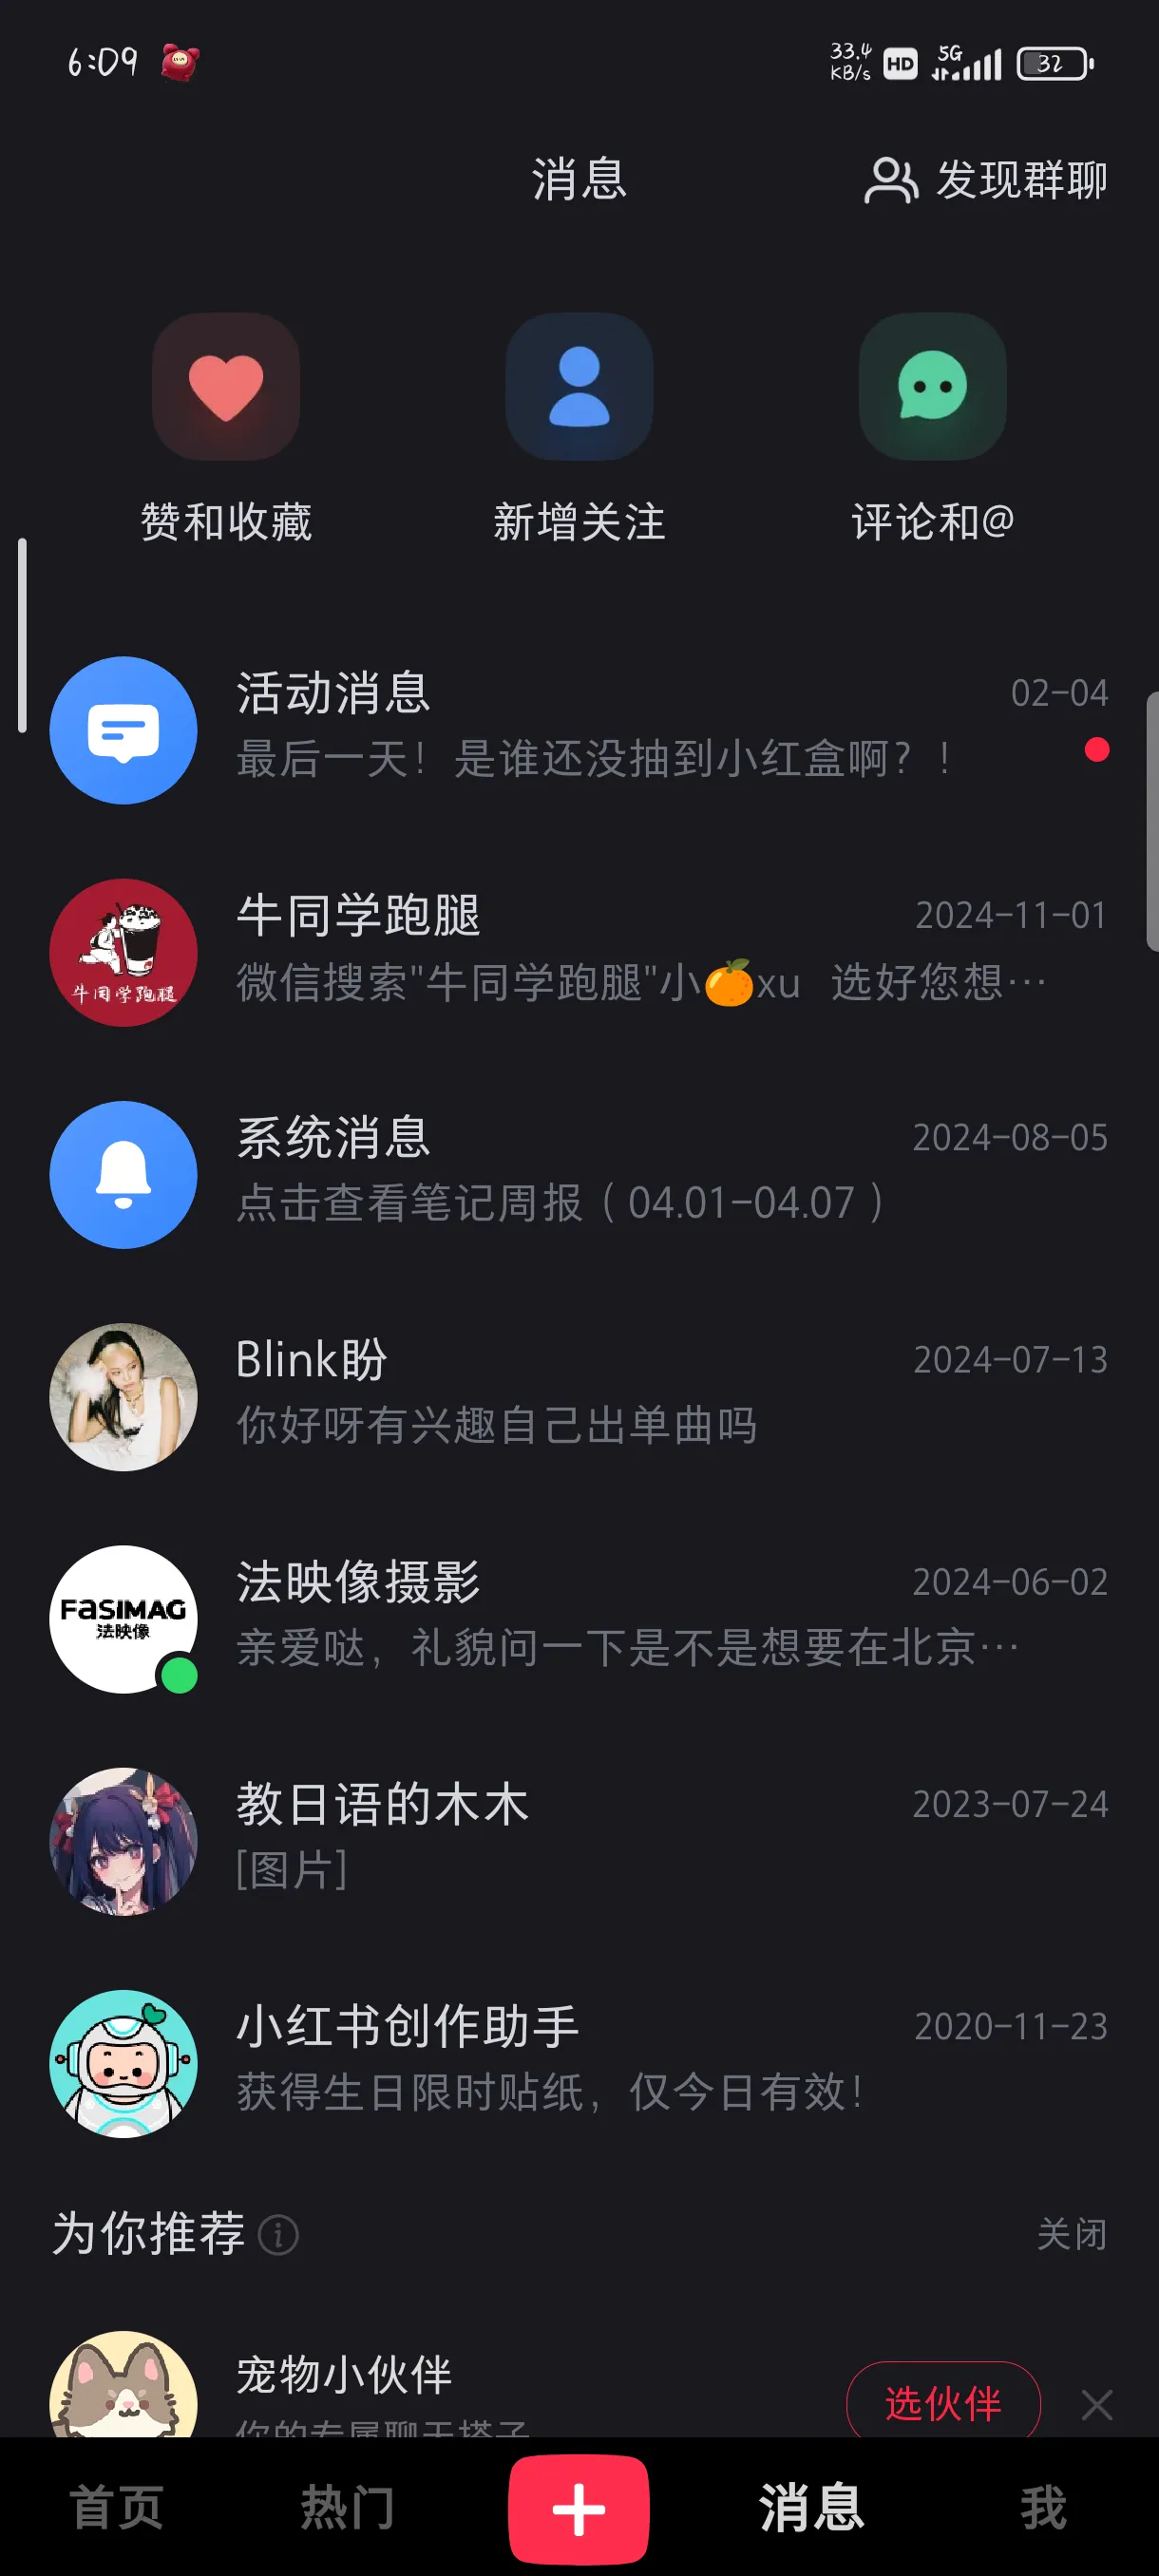 6:09
33.4 KB/s HD 5G 32
消息
发现群聊
赞和收藏
新增关注
评论和@
活动消息
02-04
最后一天！是谁还没抽到小红盒啊？！
牛同学跑腿
牛同学跑腿
2024-11-01
微信搜索"牛同学跑腿"小🍊xu 选好您想…
系统消息
2024-08-05
点击查看笔记周报（04.01-04.07）
Blink盼
2024-07-13
你好呀有兴趣自己出单曲吗
FASIMAG
法映像
法映像摄影
2024-06-02
亲爱哒，礼貌问一下是不是想要在北京…
教日语的木木
2023-07-24
[图片]
小红书创作助手
2020-11-23
获得生日限时贴纸，仅今日有效！
为你推荐
关闭
宠物小伙伴
你的专属聊天搭子
选伙伴
首页
热门
消息
我